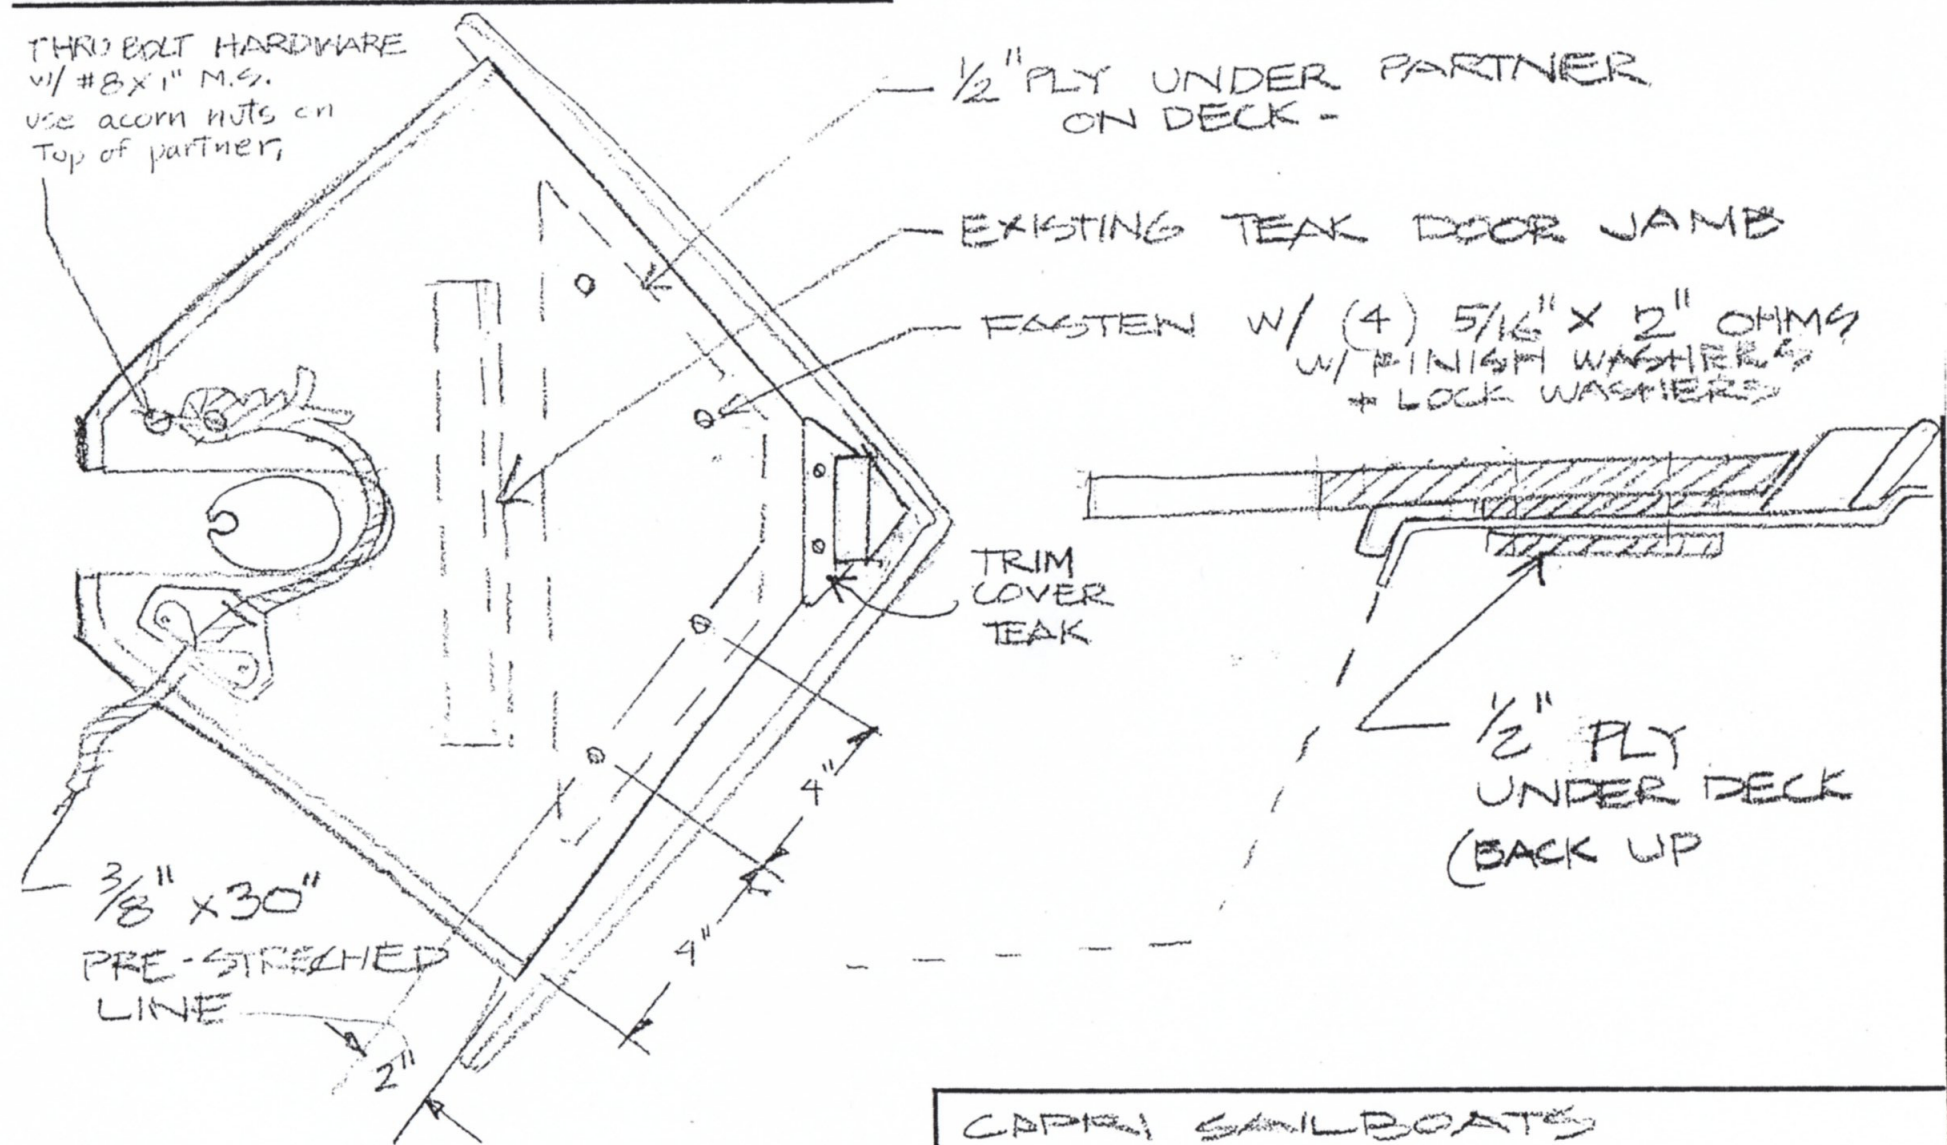 THRU BOLT HARDWARE
W/ #8 X 1" M.S.
use acorn nuts on
Top of partner,
1/2" PLY UNDER PARTNER
ON DECK -
EXISTING TEAK DOOR JAMB
FASTEN W/ (4) 5/16" X 2" OHMS
W/ FINISH WASHERS
+ LOCK WASHERS
TRIM
COVER
TEAK
1/2" PLY
UNDER DECK
(BACK UP
4"
4"
3/8" X 30"
PRE-STRECHED
LINE
2"
CAPRI SAILBOATS